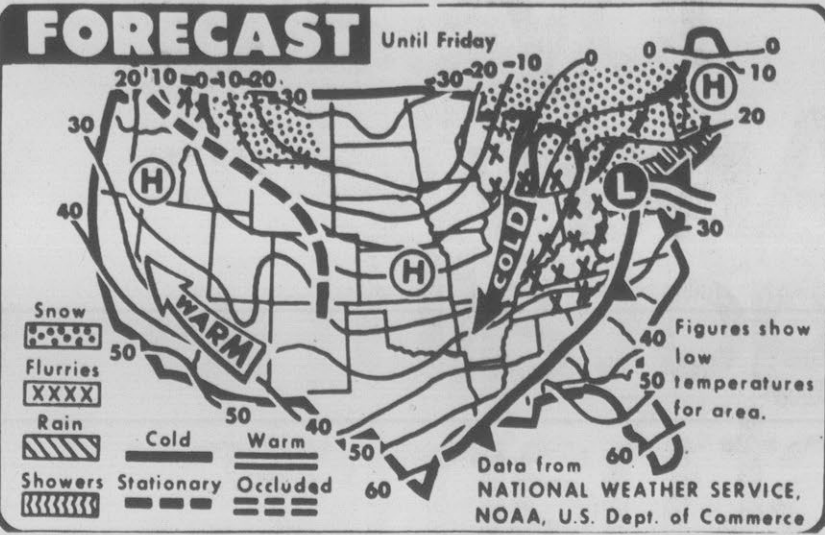 FORECAST Until Friday
20 10 -0 -10 -20 -30 -30 -20 -10 0 0 0
10
20
30
40
50
50
40
50
60
30
40
50
60
H
H
H
L
COLD
WARM
Snow
Flurries
XXXX
Rain
Showers
Cold
Warm
Stationary
Occluded
Figures show
low
temperatures
for area.
Data from
NATIONAL WEATHER SERVICE,
NOAA, U.S. Dept. of Commerce